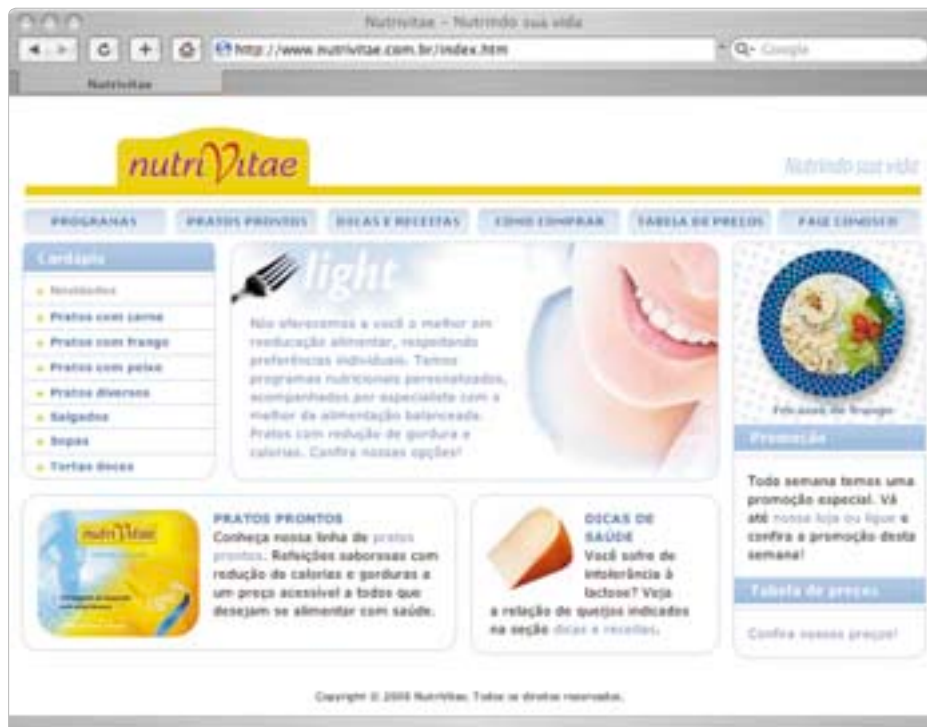 Nutrivitae - Nutrindo sua vida
http://www.nutrivitae.com.br/index.htm
Google
Nutrivitae
nutriVitae
Nutrindo sua vida
PROGRAMAS
PRATOS PRONTOS
DICAS E RECEITAS
COMO COMPRAR
TABELA DE PREÇOS
FALE CONOSCO
Cardápio
Novidades
Pratos com carne
Pratos com frango
Pratos com peixe
Pratos diversos
Salgados
Sopas
Tortas doces
light
Nós oferecemos a você o melhor em
reeducação alimentar, respeitando
preferências individuais. Temos
programas nutricionais personalizados,
acompanhados por especialista com a
melhor da alimentação balanceada.
Pratos com redução de gordura e
calorias. Confira nossas opções!
Fricassé de frango
Promoção
Toda semana temos uma
promoção especial. Vá
até nossa loja ou ligue e
confira a promoção desta
semana!
Tabela de preços
Confira nossos preços!
nutriVitae
PRATOS PRONTOS
Conheça nossa linha de pratos
prontos. Refeições saborosas com
redução de calorias e gorduras a
um preço acessível a todos que
desejam se alimentar com saúde.
DICAS DE
SAÚDE
Você sofre de
intolerância à
lactose? Veja
a relação de queijos indicados
na seção dicas e receitas.
Copyright © NutriVitae. Todos os direitos reservados.